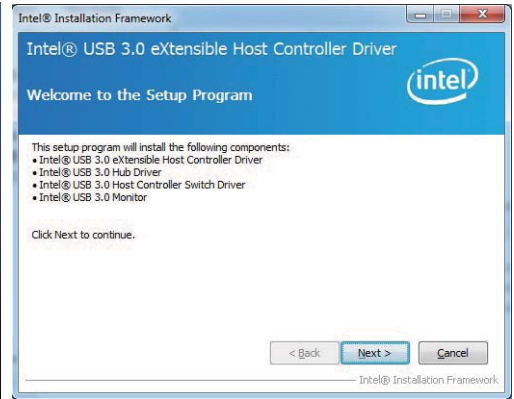 Intel® Installation Framework
Intel® USB 3.0 eXtensible Host Controller Driver
intel
Welcome to the Setup Program
This setup program will install the following components:
• Intel® USB 3.0 eXtensible Host Controller Driver
• Intel® USB 3.0 Hub Driver
• Intel® USB 3.0 Host Controller Switch Driver
• Intel® USB 3.0 Monitor
Click Next to continue.
< Back Next > Cancel
Intel® Installation Framework